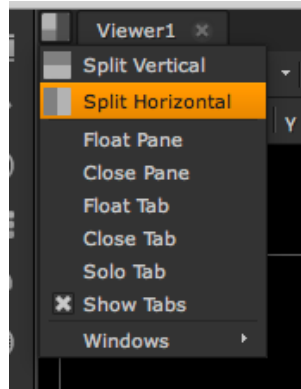 Viewer1
Split Vertical
Split Horizontal
Y
Float Pane
Close Pane
Float Tab
Close Tab
Solo Tab
Show Tabs
Windows